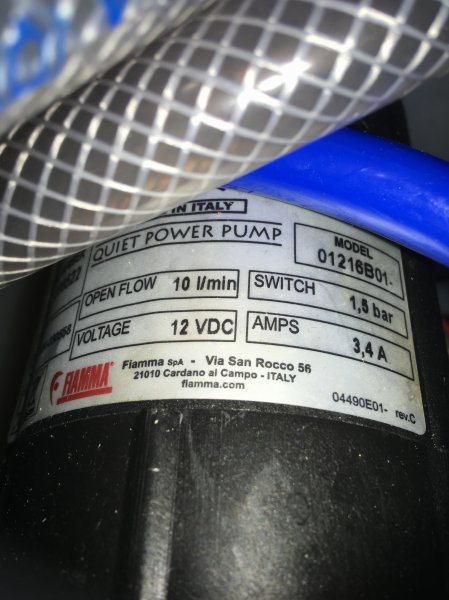 IN ITALY
QUIET POWER PUMP
MODEL
01216B01-
OPEN FLOW 10 l/min
SWITCH 1,5 bar
VOLTAGE 12 VDC
AMPS 3,4 A
FIAMMA
Fiamma SpA - Via San Rocco 56
21010 Cardano al Campo - ITALY
fiamma.com
04490E01- rev.C